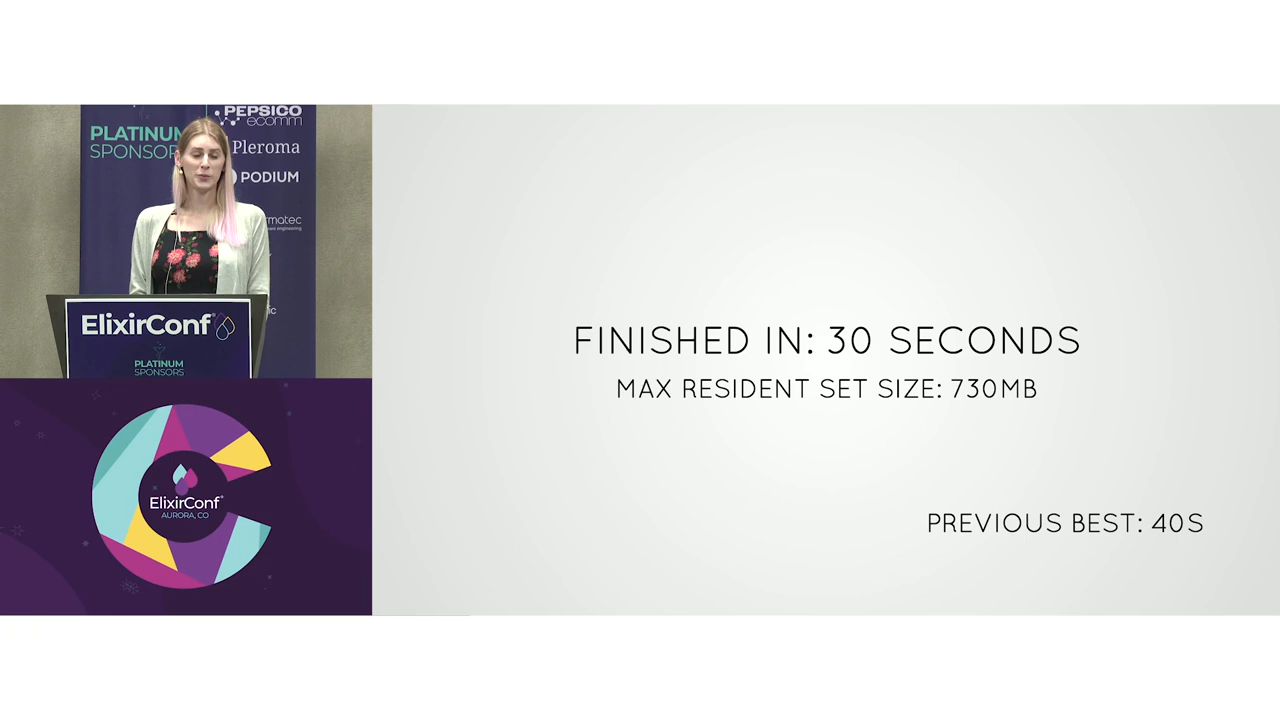 PEPSICO
ecomm
PLATINUM
SPONSORS
Pleroma
PODIUM
ElixirConf
PLATINUM
SPONSORS
ElixirConf
AURORA, CO
FINISHED IN: 30 SECONDS
MAX RESIDENT SET SIZE: 730MB
PREVIOUS BEST: 40S